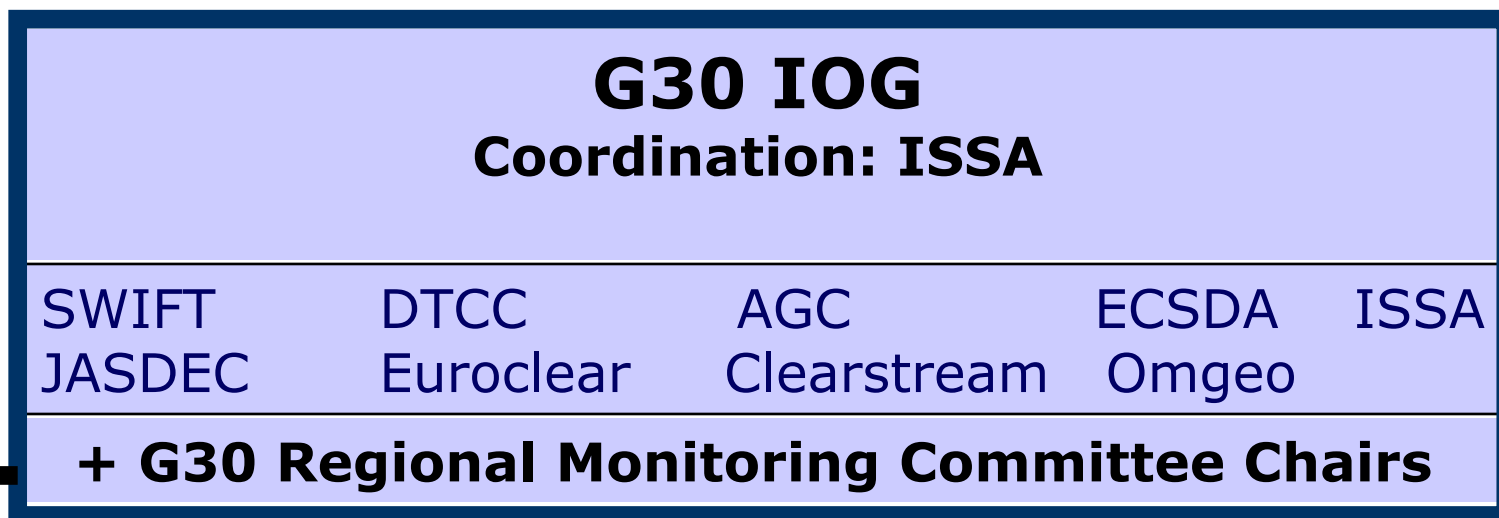 G30 IOG
Coordination: ISSA
SWIFT DTCC AGC ECSDA ISSA
JASDEC Euroclear Clearstream Omgeo
+ G30 Regional Monitoring Committee Chairs